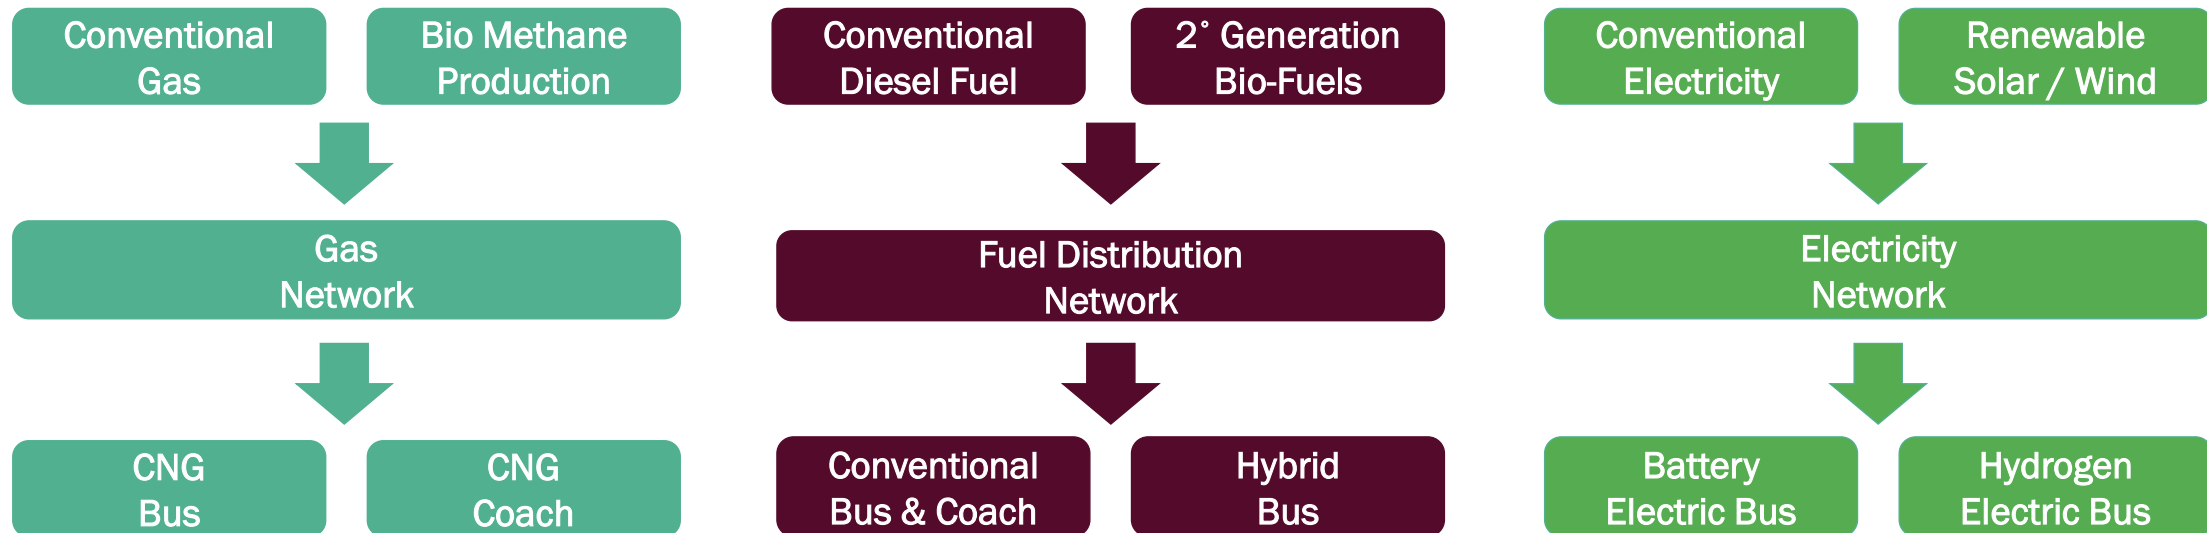 Conventional
Gas
Bio Methane
Production
Conventional
Diesel Fuel
2° Generation
Bio-Fuels
Conventional
Electricity
Renewable
Solar / Wind
Gas
Network
Fuel Distribution
Network
Electricity
Network
CNG
Bus
CNG
Coach
Conventional
Bus & Coach
Hybrid
Bus
Battery
Electric Bus
Hydrogen
Electric Bus